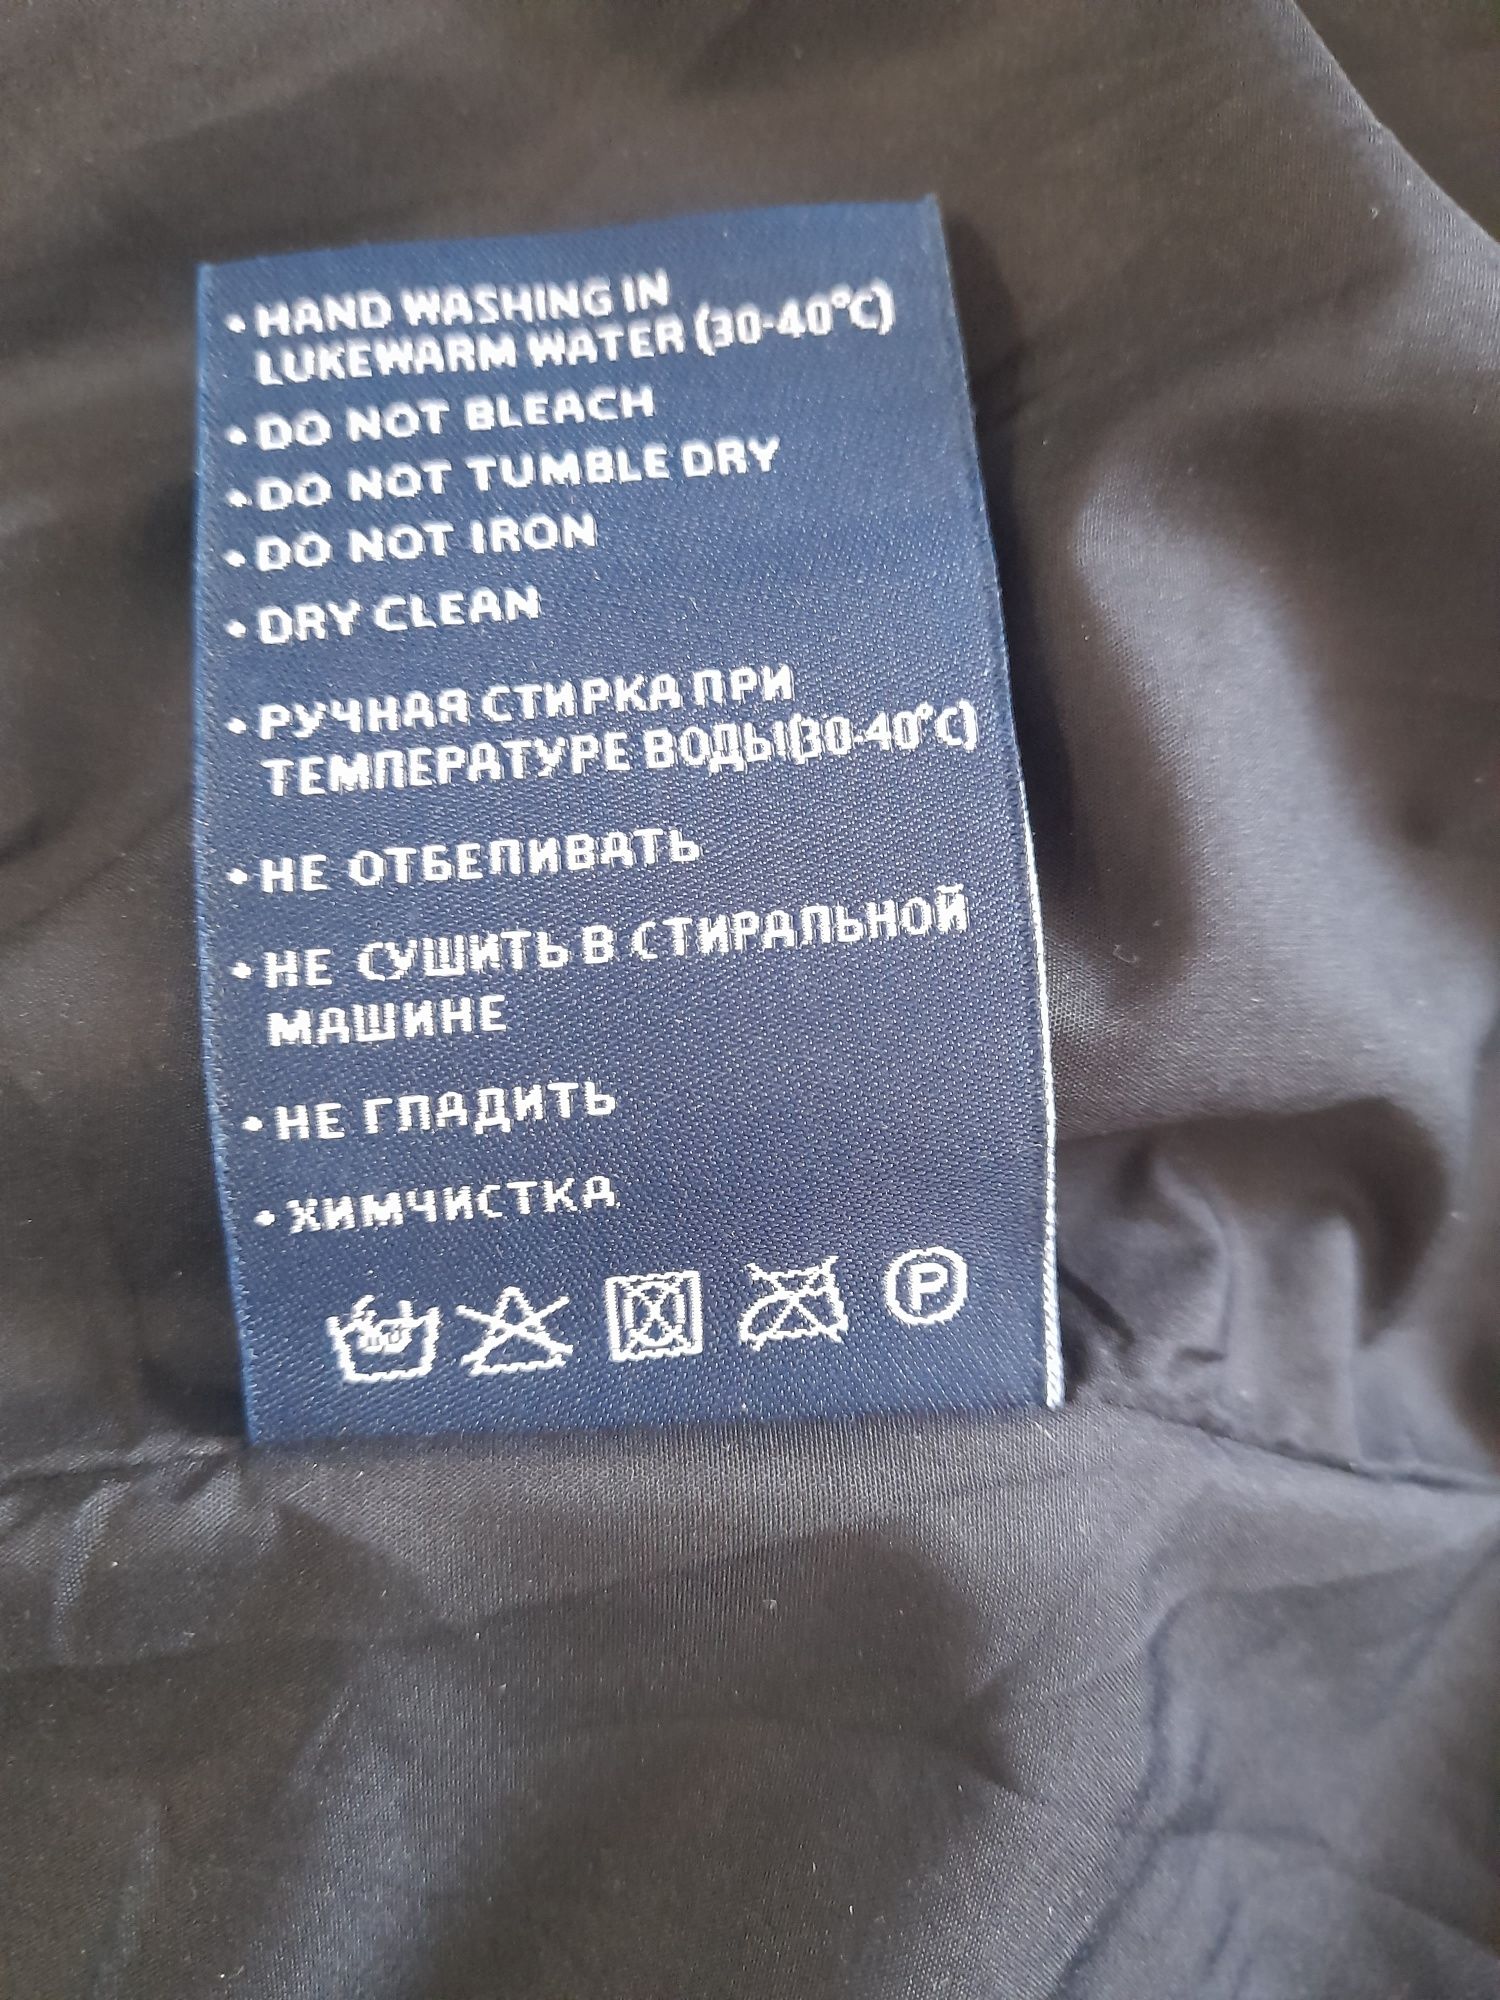 • HAND WASHING IN
LUKEWARM WATER (30-40°C)
• DO NOT BLEACH
• DO NOT TUMBLE DRY
• DO NOT IRON
• DRY CLEAN
• РУЧНАЯ СТИРКА ПРИ
ТЕМПЕРАТУРЕ ВОДЫ(30-40°C)
• НЕ ОТБЕЛИВАТЬ
• НЕ СУШИТЬ В СТИРАЛЬНОЙ
МАШИНЕ
• НЕ ГЛАДИТЬ
• ХИМЧИСТКА
P